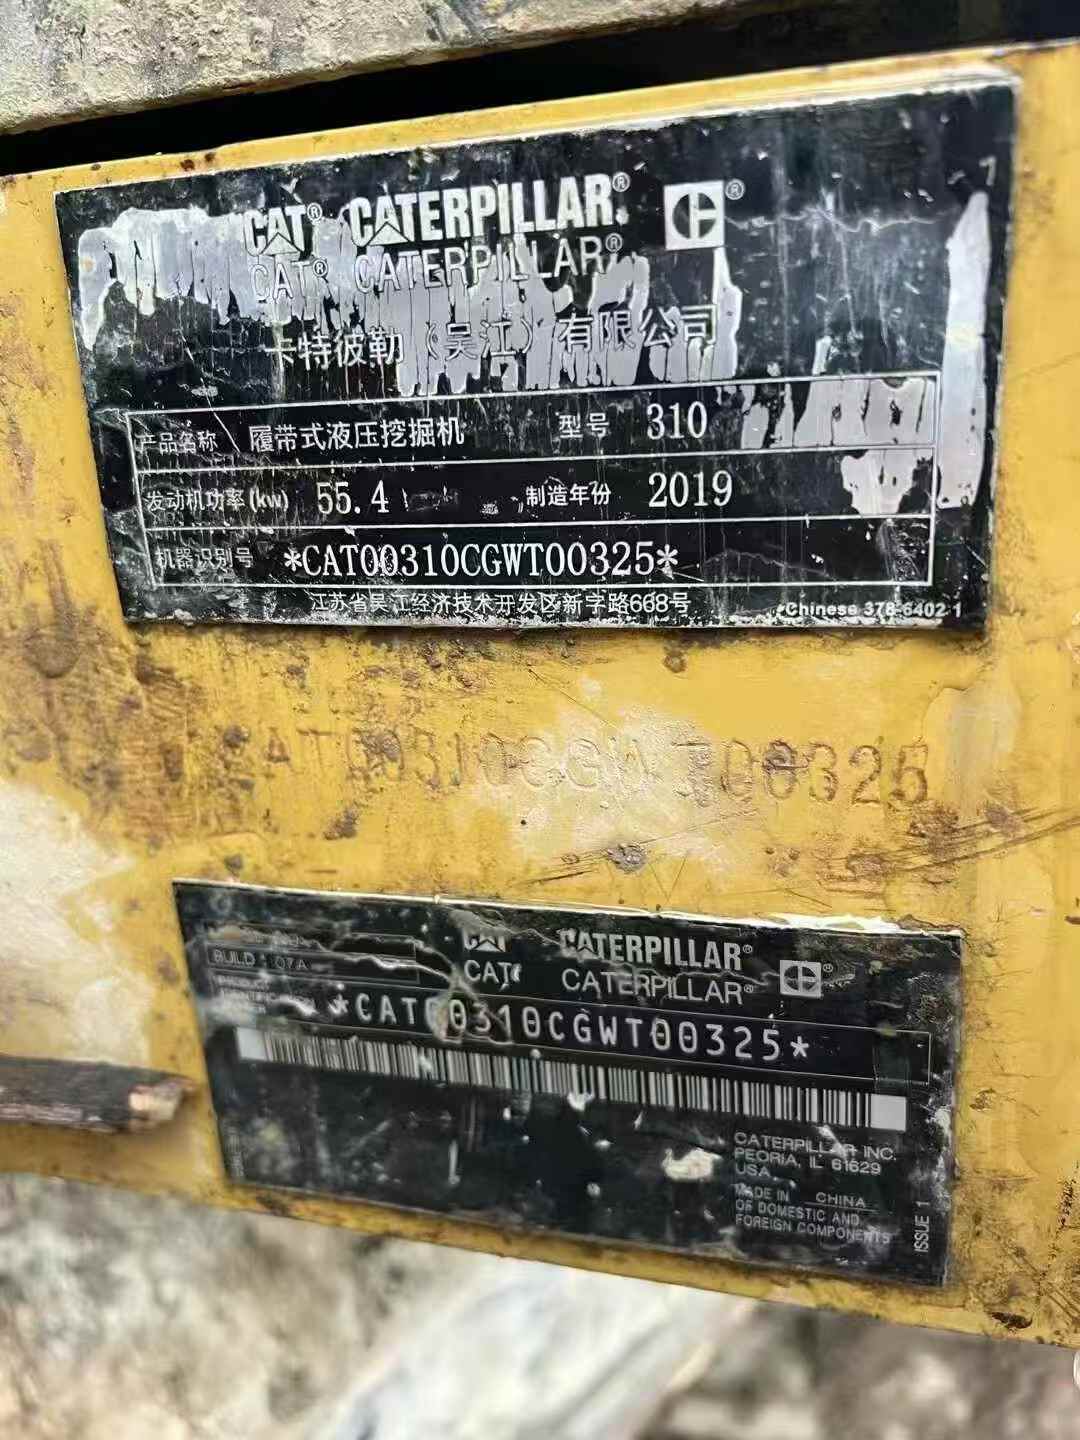 CAT® CATERPILLAR®
CAT® CATERPILLAR®
卡特彼勒（吴江）有限公司
产品名称 履带式液压挖掘机 型号 310
发动机功率(kw) 55.4 制造年份 2019
机器识别号 *CAT00310CGWT00325*
江苏省吴江经济技术开发区新字路668号
Chinese 378-6402 1
CAT00310CGWT00325
CAT CATERPILLAR®
CAT CATERPILLAR®
BUILD 07A
*CAT00310CGWT00325*
CATERPILLAR INC.
PEORIA, IL 61629
USA
MADE IN CHINA
OF DOMESTIC AND
FOREIGN COMPONENTS
ISSUE 1